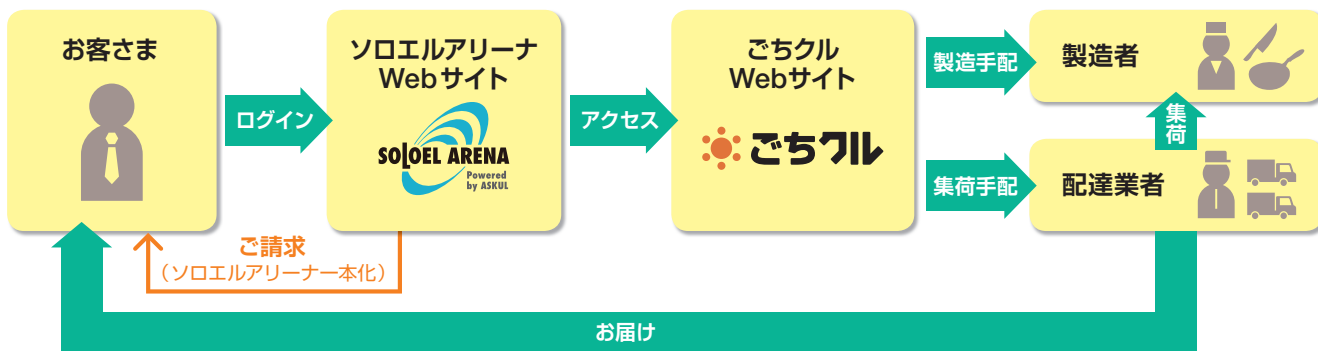 お客さま
ログイン
ソロエルアリーナ
Webサイト
SOLOEL ARENA
Powered
by ASKUL
アクセス
ごちクル
Webサイト
ごちクル
製造手配
製造者
集荷
集荷手配
配達業者
ご請求
（ソロエルアリーナ一本化）
お届け